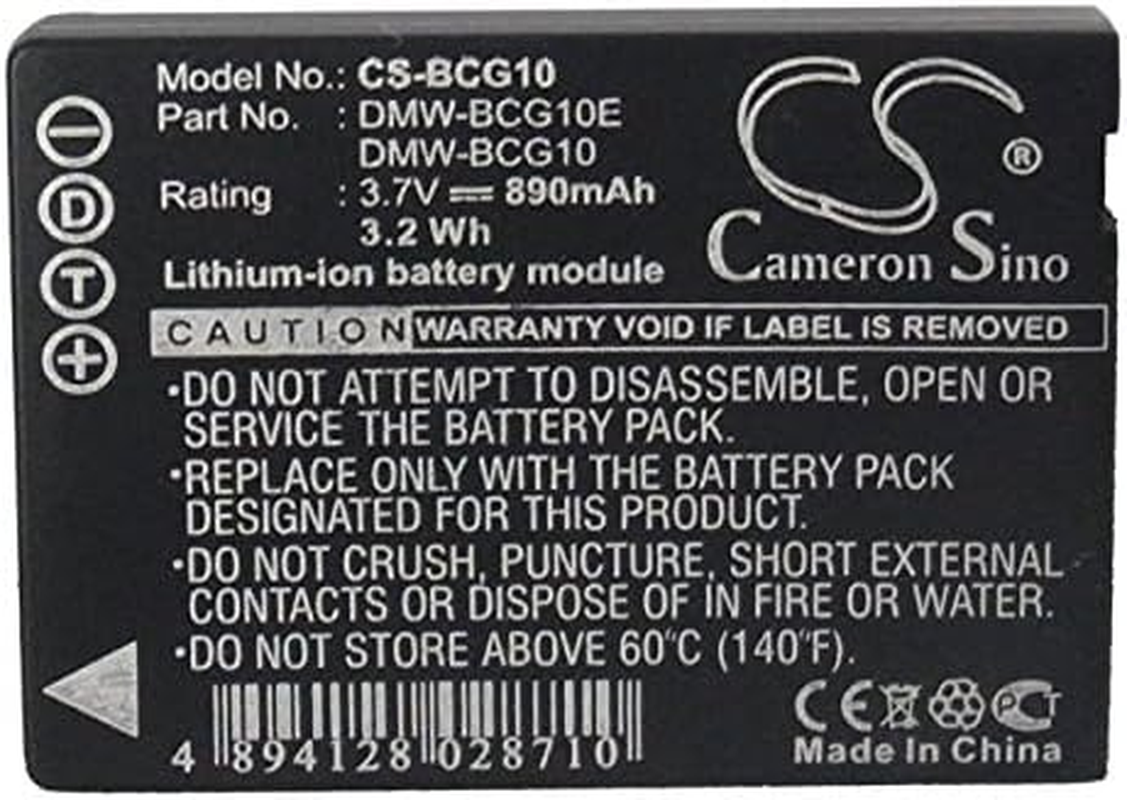 Model No.: CS-BCG10
Part No. : DMW-BCG10E
DMW-BCG10
Rating : 3.7V 890mAh
3.2 Wh
Lithium-ion battery module
CS ®
Cameron Sino
− D T +
CAUTION WARRANTY VOID IF LABEL IS REMOVED
•DO NOT ATTEMPT TO DISASSEMBLE, OPEN OR
SERVICE THE BATTERY PACK.
•REPLACE ONLY WITH THE BATTERY PACK
DESIGNATED FOR THIS PRODUCT.
•DO NOT CRUSH, PUNCTURE, SHORT EXTERNAL
CONTACTS OR DISPOSE OF IN FIRE OR WATER.
•DO NOT STORE ABOVE 60°C (140°F).
4 894128 028710
CE PCT
Made In China